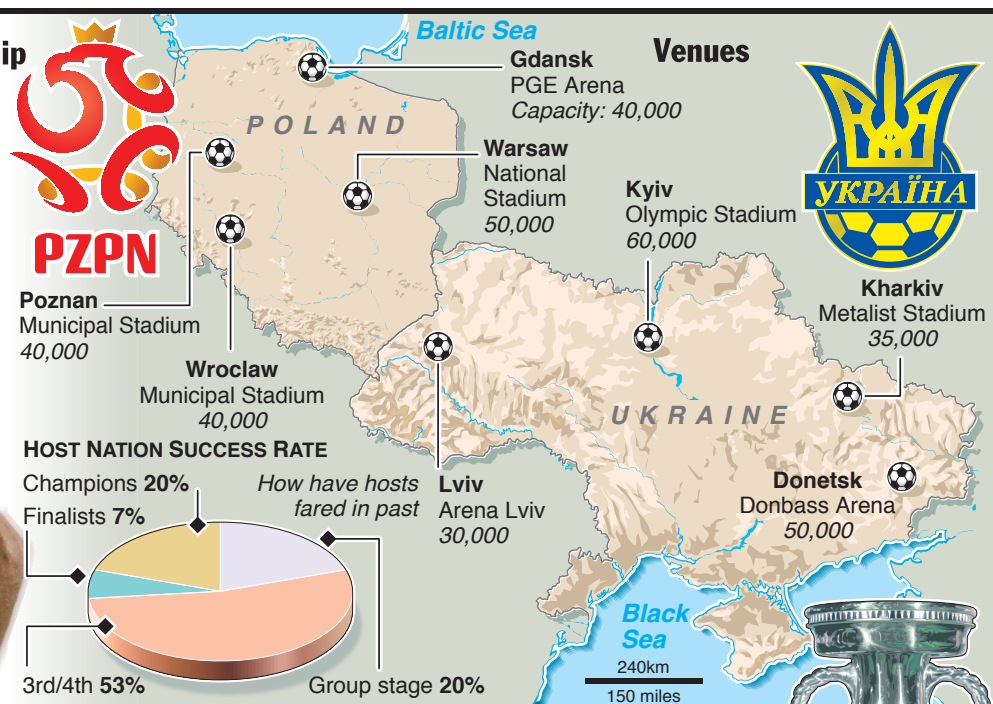 ip
Baltic Sea
Venues
Gdansk
PGE Arena
Capacity: 40,000
POLAND
Warsaw
National
Stadium
50,000
Kyiv
Olympic Stadium
60,000
УКРАЇНА
PZPN
Poznan
Municipal Stadium
40,000
Kharkiv
Metalist Stadium
35,000
Wroclaw
Municipal Stadium
40,000
UKRAINE
HOST NATION SUCCESS RATE
Champions 20%
How have hosts
fared in past
Finalists 7%
3rd/4th 53%
Group stage 20%
Lviv
Arena Lviv
30,000
Donetsk
Donbass Arena
50,000
Black
Sea
240km
150 miles